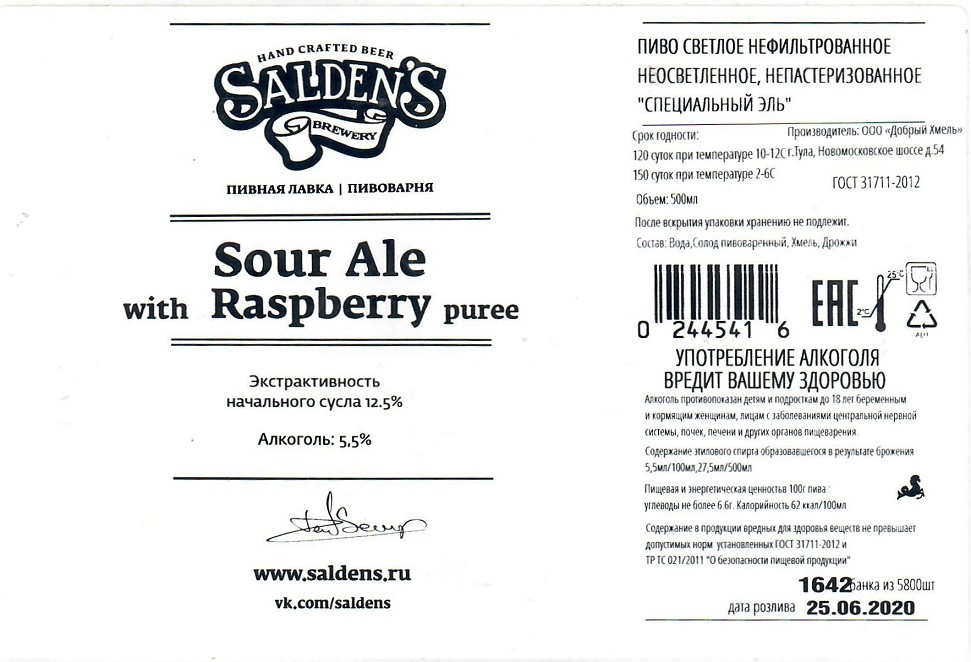 HAND CRAFTED BEER
SALDEN'S
BREWERY
ПИВНАЯ ЛАВКА | ПИВОВАРНЯ
Sour Ale
with Raspberry puree
Экстрактивность
начального сусла 12.5%
Алкоголь: 5,5%
www.saldens.ru
vk.com/saldens
ПИВО СВЕТЛОЕ НЕФИЛЬТРОВАННОЕ
НЕОСВЕТЛЕННОЕ, НЕПАСТЕРИЗОВАННОЕ
"СПЕЦИАЛЬНЫЙ ЭЛЬ"
Срок годности:
Производитель: ООО «Добрый Хмель»
120 суток при температуре 10-12С г.Тула, Новомосковское шоссе д.54
150 суток при температуре 2-6С
ГОСТ 31711-2012
Объем: 500мл
После вскрытия упаковки хранению не подлежит.
Состав: Вода,Солод пивоваренный, Хмель, Дрожжи
0 244541 6
EAC
25°C
2°C
УПОТРЕБЛЕНИЕ АЛКОГОЛЯ
ВРЕДИТ ВАШЕМУ ЗДОРОВЬЮ
Алкоголь противопоказан детям и подросткам до 18 лет беременным
и кормящим женщинам, лицам с заболеваниями центральной нервной
системы, почек, печени и других органов пищеварения.
Содержание этилового спирта образовавшегося в результате брожения
5,5мл/100мл,27,5мл/500мл
Пищевая и энергетическая ценностьв 100г пива :
углеводы не более 6.6г. Калорийность 62 ккал/100мл
Содержание в продукции вредных для здоровья веществ не превышает
допустимых норм установленных ГОСТ 31711-2012 и
ТР ТС 021/2011 "О безопасности пищевой продукции"
1642банка из 5800шт
дата розлива 25.06.2020